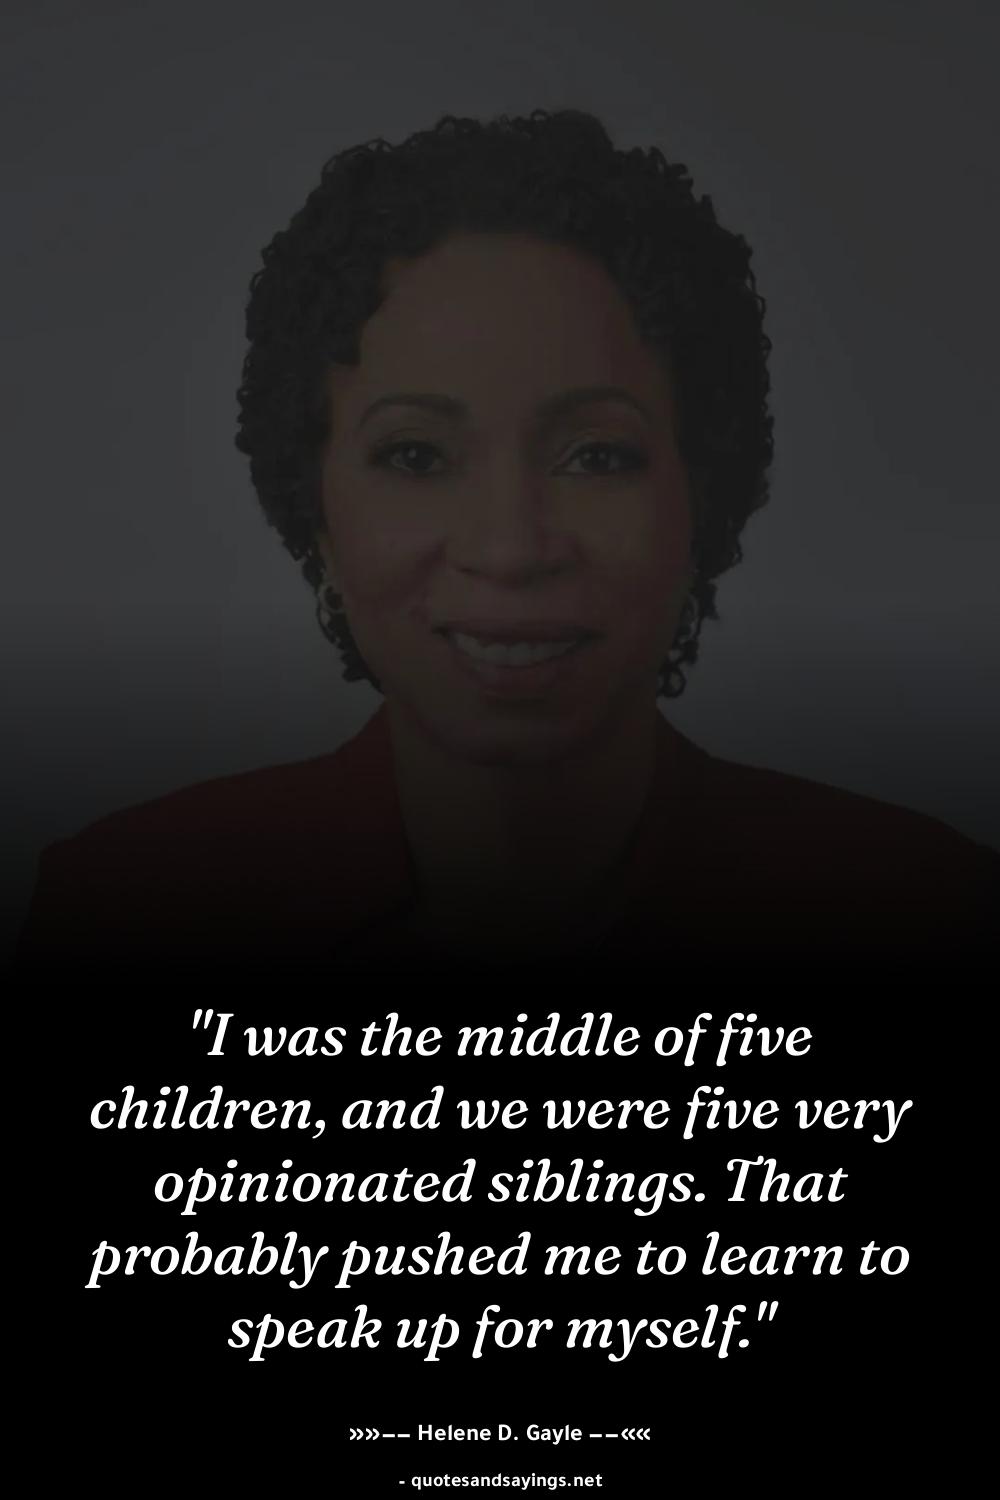 "I was the middle of five
children, and we were five very
opinionated siblings. That
probably pushed me to learn to
speak up for myself."
»»−− Helene D. Gayle −−««
- quotesandsayings.net